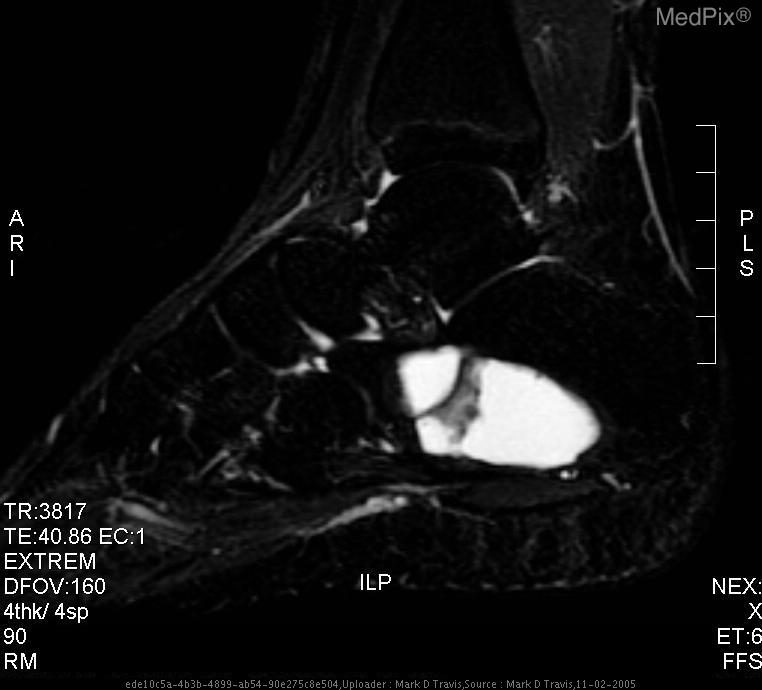 MedPix®
A
R
I
P
L
S
TR:3817
TE:40.86 EC:1
EXTREM
DFOV:160
4thk/ 4sp
90
RM
ILP
NEX:
X
ET:6
FFS
ede10c5a-4b3b-4899-ab54-90e275c8e504,Uploader : Mark D Travis,Source : Mark D Travis,11-02-2005